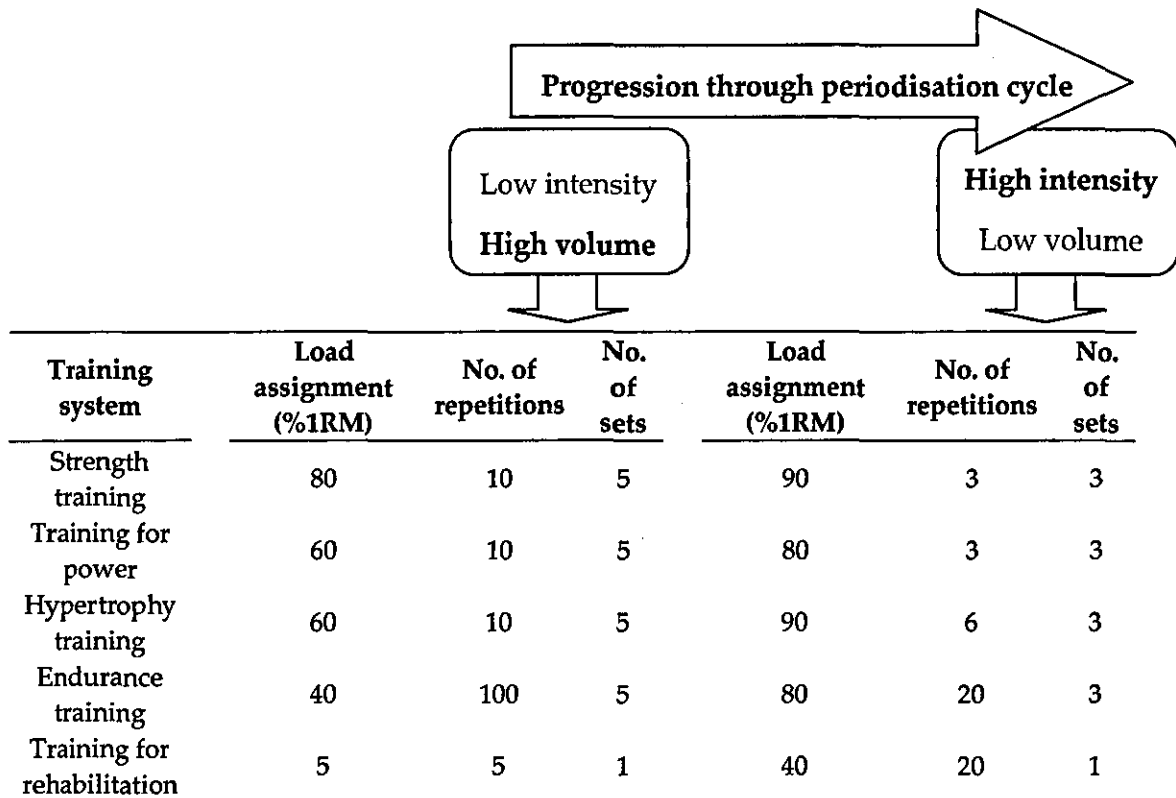 Progression through periodisation cycle
Low intensity
High volume
High intensity
Low volume
Training system
Load assignment (%1RM)
No. of repetitions
No. of sets
Load assignment (%1RM)
No. of repetitions
No. of sets
Strength training 80 10 5 90 3 3
Training for power 60 10 5 80 3 3
Hypertrophy training 60 10 5 90 6 3
Endurance training 40 100 5 80 20 3
Training for rehabilitation 5 5 1 40 20 1